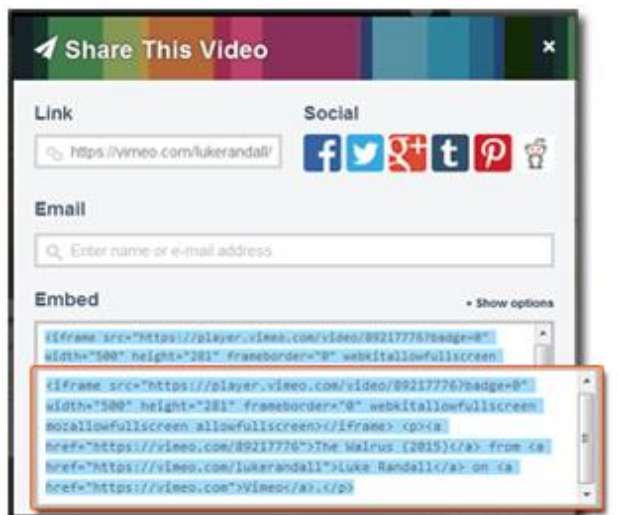 Share This Video ×
Link
Social
https://vimeo.com/lukerandall/
Email
Enter name or e-mail address
Embed
+ Show options
<iframe src="https://player.vimeo.com/video/89217776?badge=0"
width="500" height="281" frameborder="0" webkitallowfullscreen
<iframe src="https://player.vimeo.com/video/89217776?badge=0"
width="500" height="281" frameborder="0" webkitallowfullscreen
mozallowfullscreen allowfullscreen></iframe> <p><a
href="https://vimeo.com/89217776">The Walrus (2015)</a> from <a
href="https://vimeo.com/lukerandall">Luke Randall</a> on <a
href="https://vimeo.com">Vimeo</a>.</p>